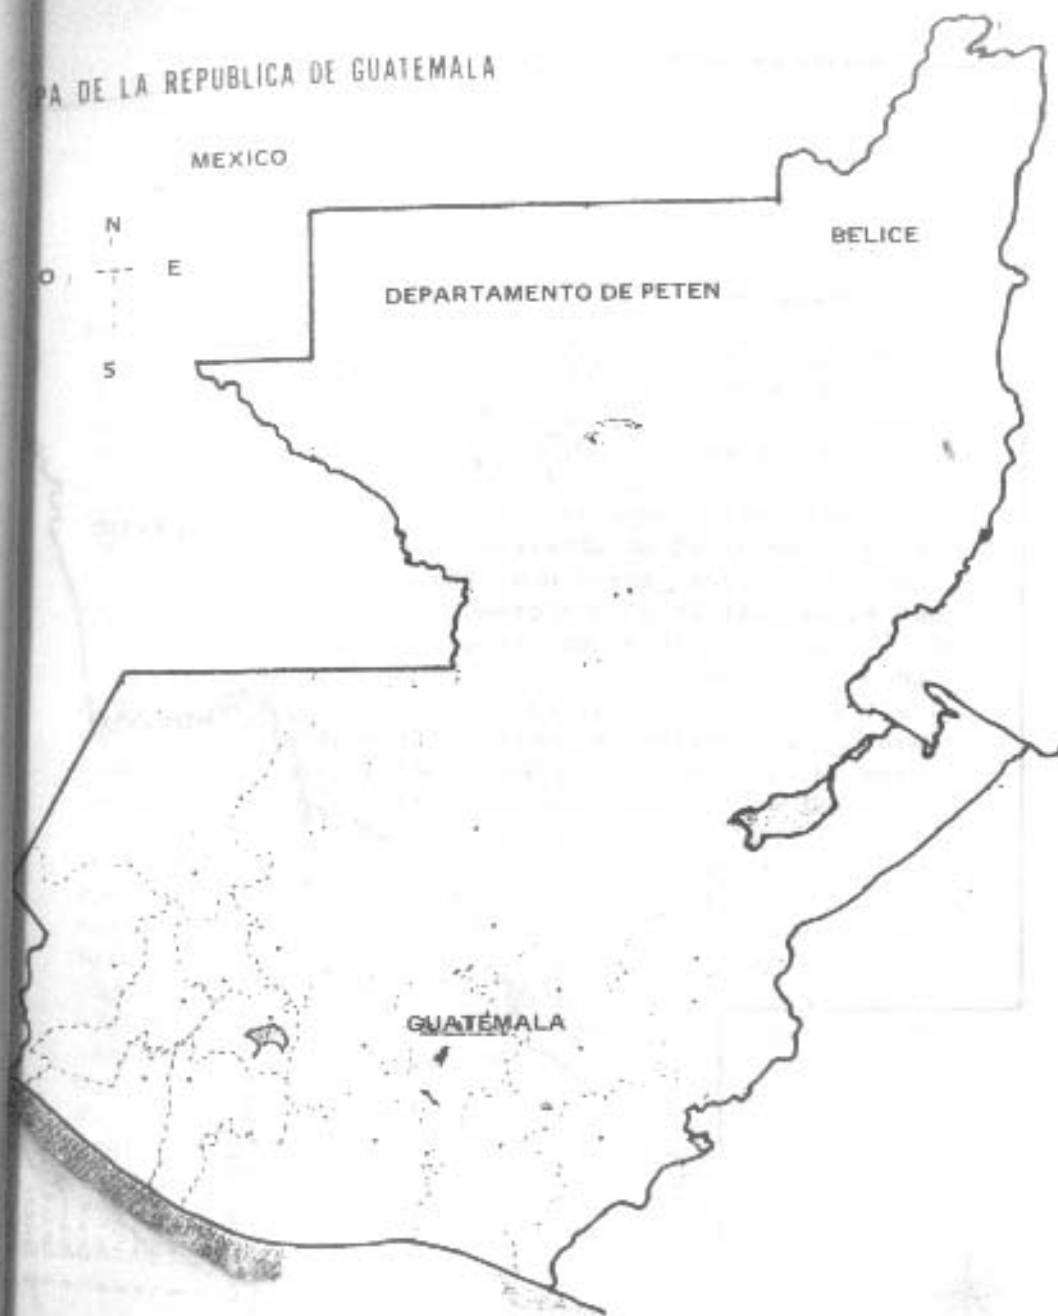 PA DE LA REPUBLICA DE GUATEMALA
MEXICO
N
O
E
S
BELICE
DEPARTAMENTO DE PETEN
GUATEMALA